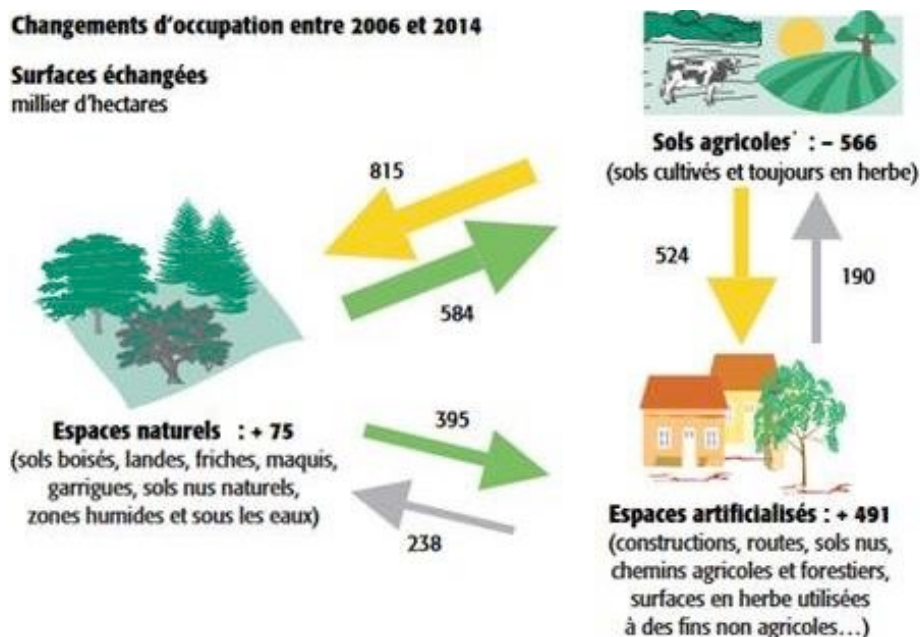 Changements d'occupation entre 2006 et 2014
Surfaces échangées
millier d'hectares
Sols agricoles* : – 566
(sols cultivés et toujours en herbe)
815
584
524
190
Espaces naturels : + 75
(sols boisés, landes, friches, maquis,
garrigues, sols nus naturels,
zones humides et sous les eaux)
395
238
Espaces artificialisés : + 491
(constructions, routes, sols nus,
chemins agricoles et forestiers,
surfaces en herbe utilisées
à des fins non agricoles...)